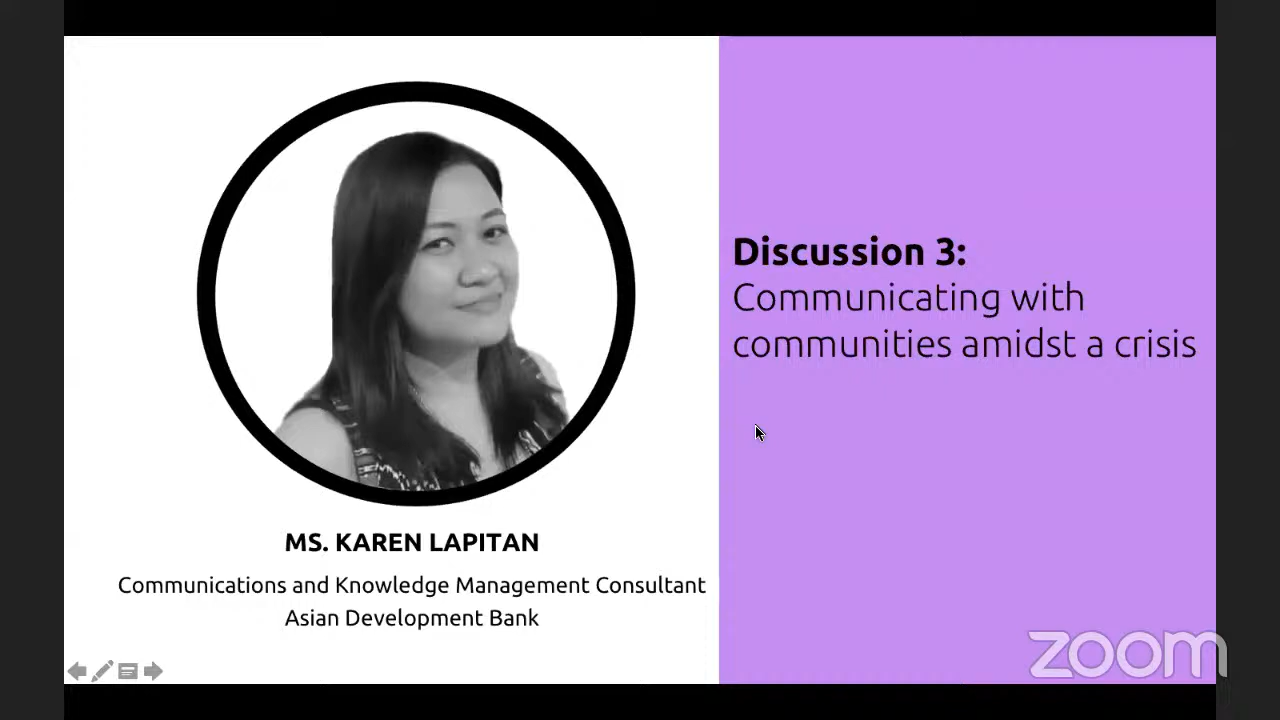 MS. KAREN LAPITAN
Communications and Knowledge Management Consultant
Asian Development Bank
Discussion 3:
Communicating with
communities amidst a crisis
zoom